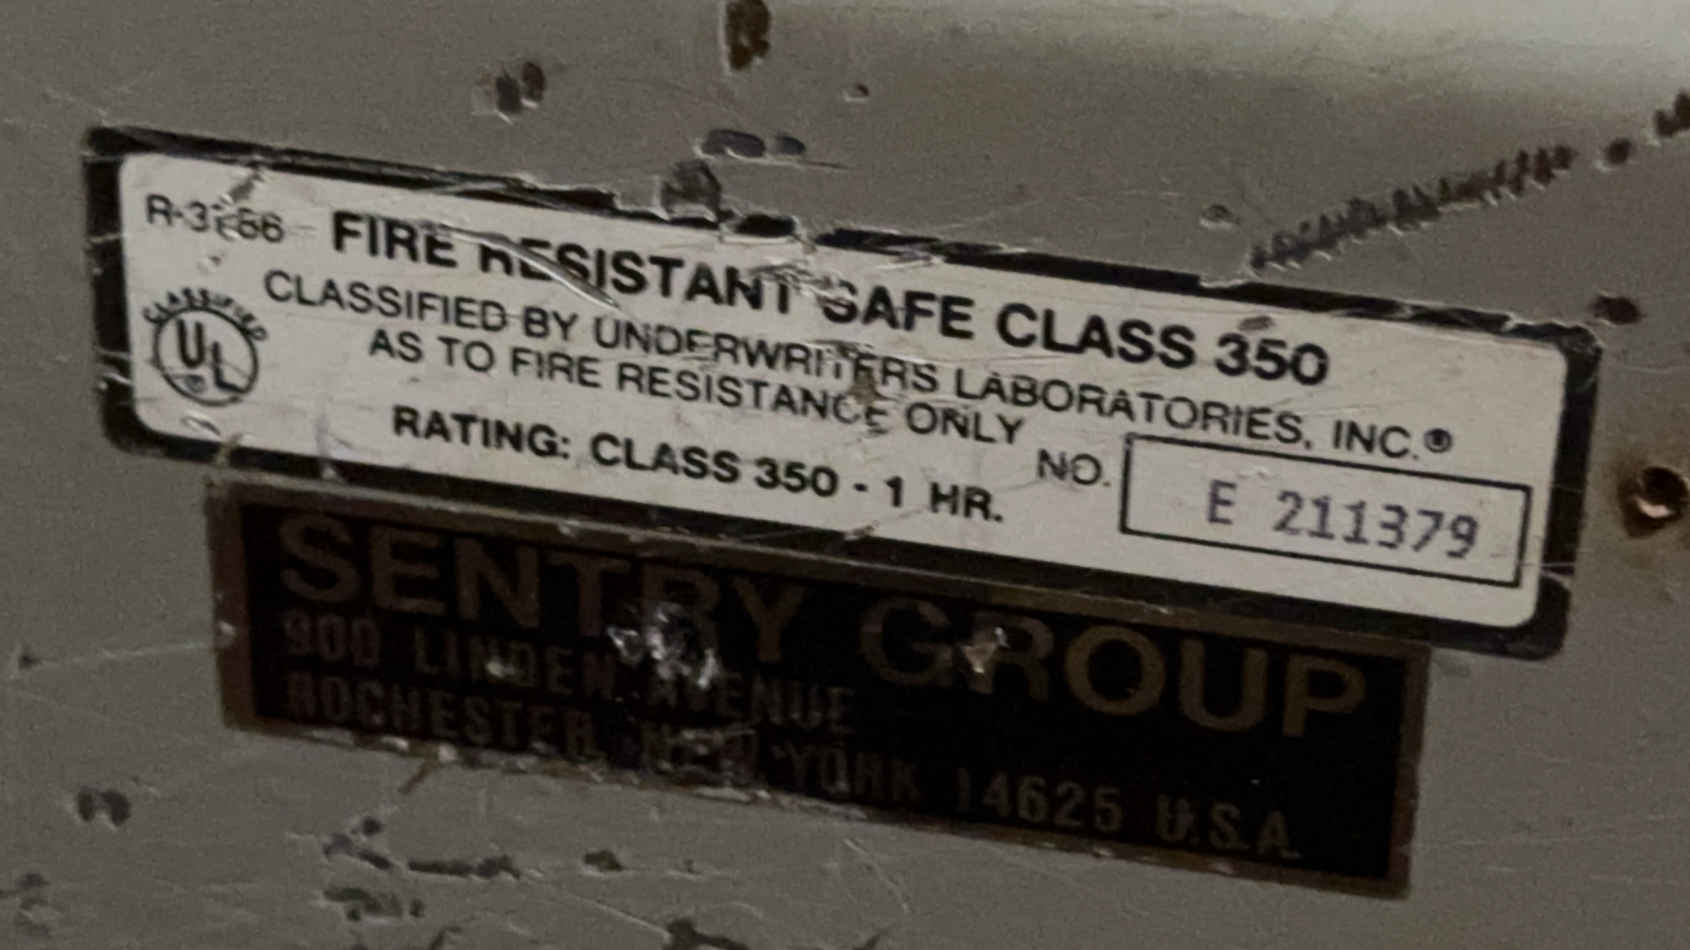 FIRE RESISTANT SAFE CLASS 350
CLASSIFIED BY UNDERWRITERS LABORATORIES, INC.®
AS TO FIRE RESISTANCE ONLY
RATING: CLASS 350 - 1 HR.
NO. E 211379
CLASSIFIED
UL®
SENTRY GROUP
900 LINDEN AVENUE
ROCHESTER, NEW YORK 14625 U.S.A.